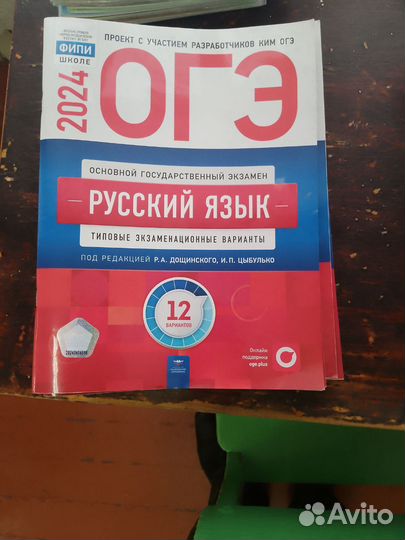 ПРОЕКТ С УЧАСТИЕМ РАЗРАБОТЧИКОВ КИМ ОГЭ
ФИПИ
ШКОЛЕ
2024
ОГЭ
ОСНОВНОЙ ГОСУДАРСТВЕННЫЙ ЭКЗАМЕН
РУССКИЙ ЯЗЫК
ТИПОВЫЕ ЭКЗАМЕНАЦИОННЫЕ ВАРИАНТЫ
ПОД РЕДАКЦИЕЙ Р.А. ДОЩИНСКОГО, И.П. ЦЫБУЛЬКО
12
ВАРИАНТОВ
Онлайн
поддержка
oge.plus
Avito